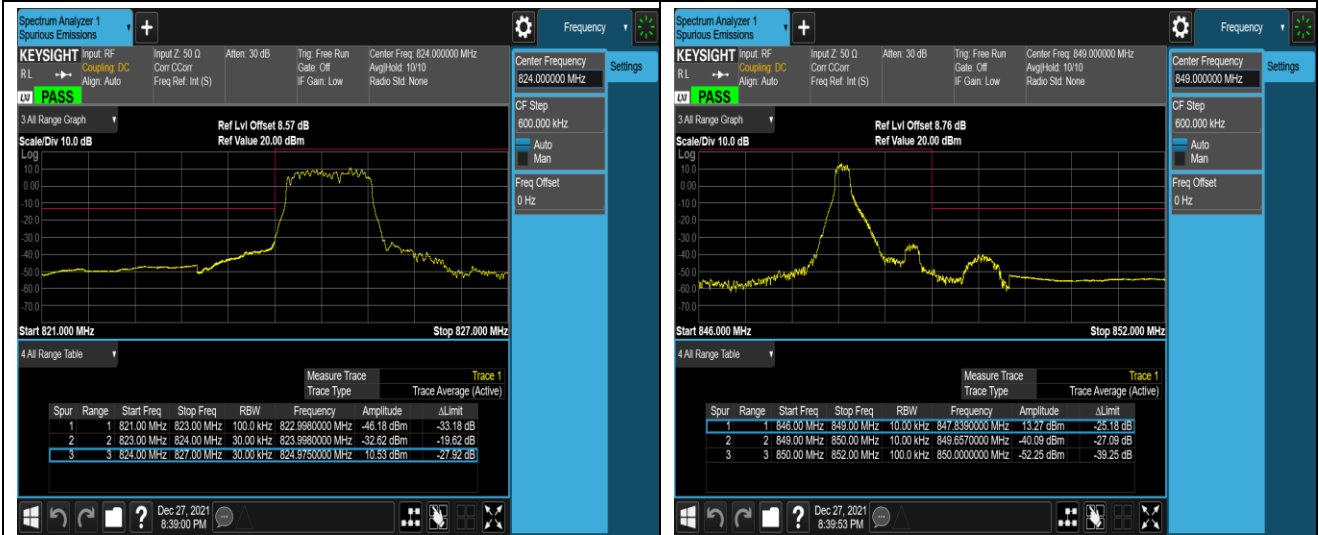 Spectrum Analyzer 1
Spurious Emissions
Frequency
KEYSIGHT Input: RF Input Z: 50 Ω Atten: 30 dB Trig: Free Run Center Freq: 824.000000 MHz
Coupling: DC Corr CCorr Gate: Off Avg|Hold: 10/10
RL Align: Auto Freq Ref: Int (S) IF Gain: Low Radio Std: None
LXI PASS
Center Frequency
824.000000 MHz
Settings
CF Step
600.000 kHz
Auto
Man
Freq Offset
0 Hz
3 All Range Graph
Ref Lvl Offset 8.57 dB
Scale/Div 10.0 dB Ref Value 20.00 dBm
Log
10.0
0.00
-10.0
-20.0
-30.0
-40.0
-50.0
-60.0
-70.0
Start 821.000 MHz Stop 827.000 MHz
4 All Range Table
Measure Trace Trace 1
Trace Type Trace Average (Active)
Spur Range Start Freq Stop Freq RBW Frequency Amplitude ΔLimit
1 1 821.00 MHz 823.00 MHz 100.0 kHz 822.9980000 MHz -46.18 dBm -33.18 dB
2 2 823.00 MHz 824.00 MHz 30.00 kHz 823.9980000 MHz -32.62 dBm -19.62 dB
3 3 824.00 MHz 827.00 MHz 30.00 kHz 824.9750000 MHz 10.53 dBm -27.92 dB
?
Dec 27, 2021
8:39:00 PM
Spectrum Analyzer 1
Spurious Emissions
Frequency
KEYSIGHT Input: RF Input Z: 50 Ω Atten: 30 dB Trig: Free Run Center Freq: 849.000000 MHz
Coupling: DC Corr CCorr Gate: Off Avg|Hold: 10/10
RL Align: Auto Freq Ref: Int (S) IF Gain: Low Radio Std: None
LXI PASS
Center Frequency
849.000000 MHz
Settings
CF Step
600.000 kHz
Auto
Man
Freq Offset
0 Hz
3 All Range Graph
Ref Lvl Offset 8.76 dB
Scale/Div 10.0 dB Ref Value 20.00 dBm
Log
10.0
0.00
-10.0
-20.0
-30.0
-40.0
-50.0
-60.0
-70.0
Start 846.000 MHz Stop 852.000 MHz
4 All Range Table
Measure Trace Trace 1
Trace Type Trace Average (Active)
Spur Range Start Freq Stop Freq RBW Frequency Amplitude ΔLimit
1 1 846.00 MHz 849.00 MHz 10.00 kHz 847.8390000 MHz 13.27 dBm -25.18 dB
2 2 849.00 MHz 850.00 MHz 10.00 kHz 849.6570000 MHz -40.09 dBm -27.09 dB
3 3 850.00 MHz 852.00 MHz 100.0 kHz 850.0000000 MHz -52.25 dBm -39.25 dB
?
Dec 27, 2021
8:39:53 PM